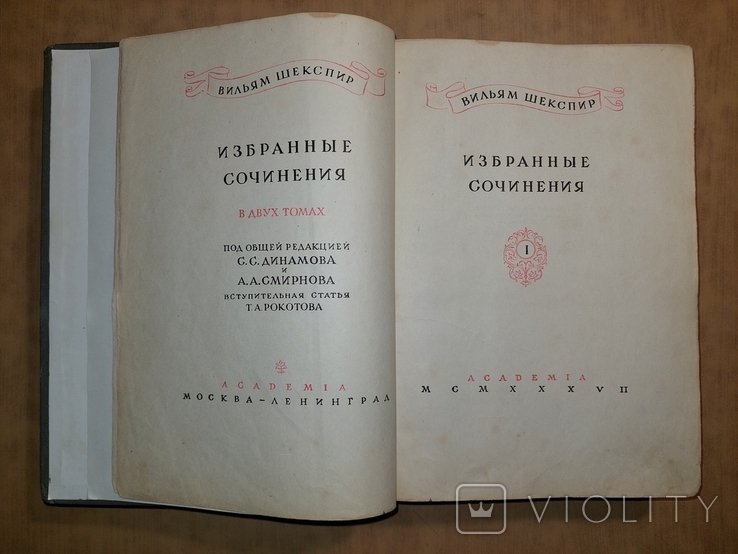 ВИЛЬЯМ ШЕКСПИР
ИЗБРАННЫЕ
СОЧИНЕНИЯ
В ДВУХ ТОМАХ
ПОД ОБЩЕЙ РЕДАКЦИЕЙ
С.С.ДИНАМОВА
И
А.А.СМИРНОВА
ВСТУПИТЕЛЬНАЯ СТАТЬЯ
Т.А.РОКОТОВА
ACADEMIA
МОСКВА-ЛЕНИНГРАД
ВИЛЬЯМ ШЕКСПИР
ИЗБРАННЫЕ
СОЧИНЕНИЯ
I
ACADEMIA
MCMXXXVII
VIOLITY